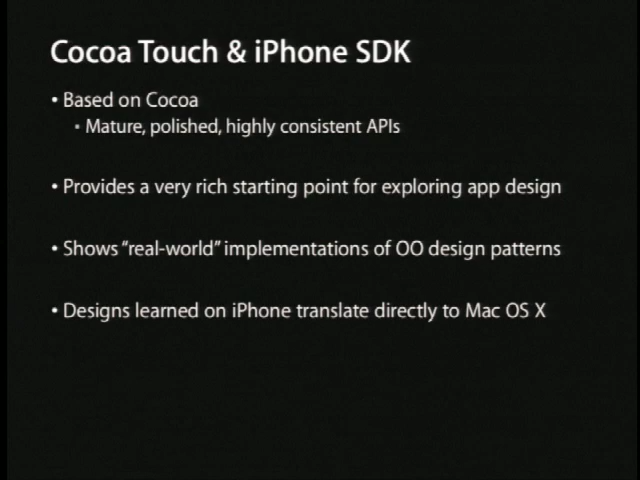 Cocoa Touch & iPhone SDK
• Based on Cocoa
• Mature, polished, highly consistent APIs
• Provides a very rich starting point for exploring app design
• Shows “real-world” implementations of OO design patterns
• Designs learned on iPhone translate directly to Mac OS X